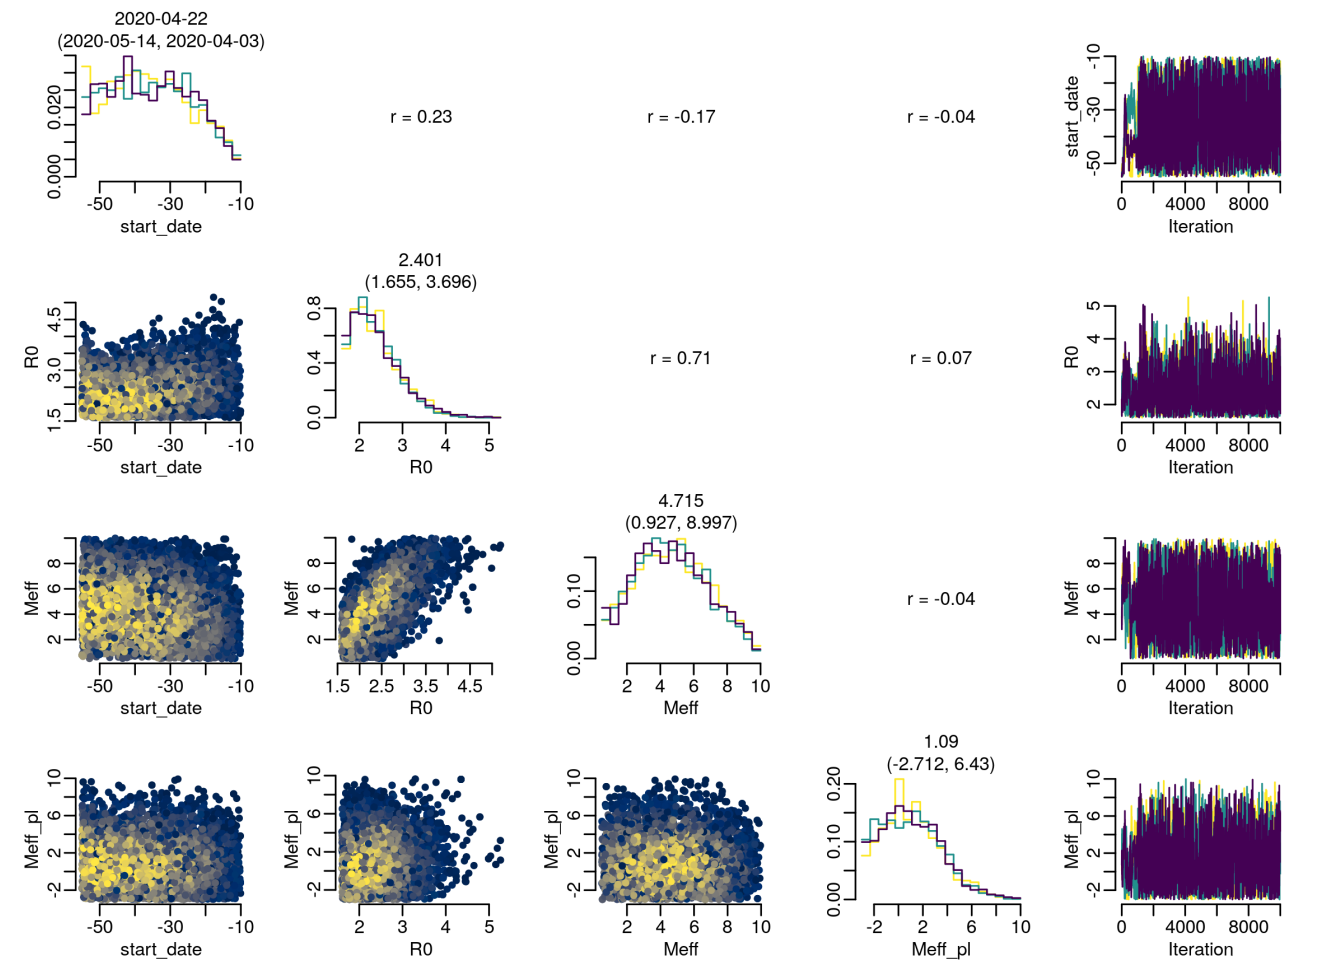 2020-04-22
(2020-05-14, 2020-04-03)
0.000 0.020
-50 -30 -10
start_date
r = 0.23
r = -0.17
r = -0.04
start_date
-50 -30 -10
0 4000 8000
Iteration
R0
1.5 3.0 4.5
-50 -30 -10
start_date
2.401
(1.655, 3.696)
0.0 0.4 0.8
2 3 4 5
R0
r = 0.71
r = 0.07
R0
2 3 4 5
0 4000 8000
Iteration
Meff
2 4 6 8
-50 -30 -10
start_date
Meff
2 4 6 8
1.5 2.5 3.5 4.5
R0
4.715
(0.927, 8.997)
0.00 0.10
2 4 6 8 10
Meff
r = -0.04
Meff
2 4 6 8
0 4000 8000
Iteration
Meff_pl
-2 2 6 10
-50 -30 -10
start_date
Meff_pl
-2 2 6 10
2 3 4 5
R0
Meff_pl
-2 2 6 10
2 4 6 8 10
Meff
1.09
(-2.712, 6.43)
0.00 0.10 0.20
-2 2 6 10
Meff_pl
Meff_pl
-2 2 6 10
0 4000 8000
Iteration